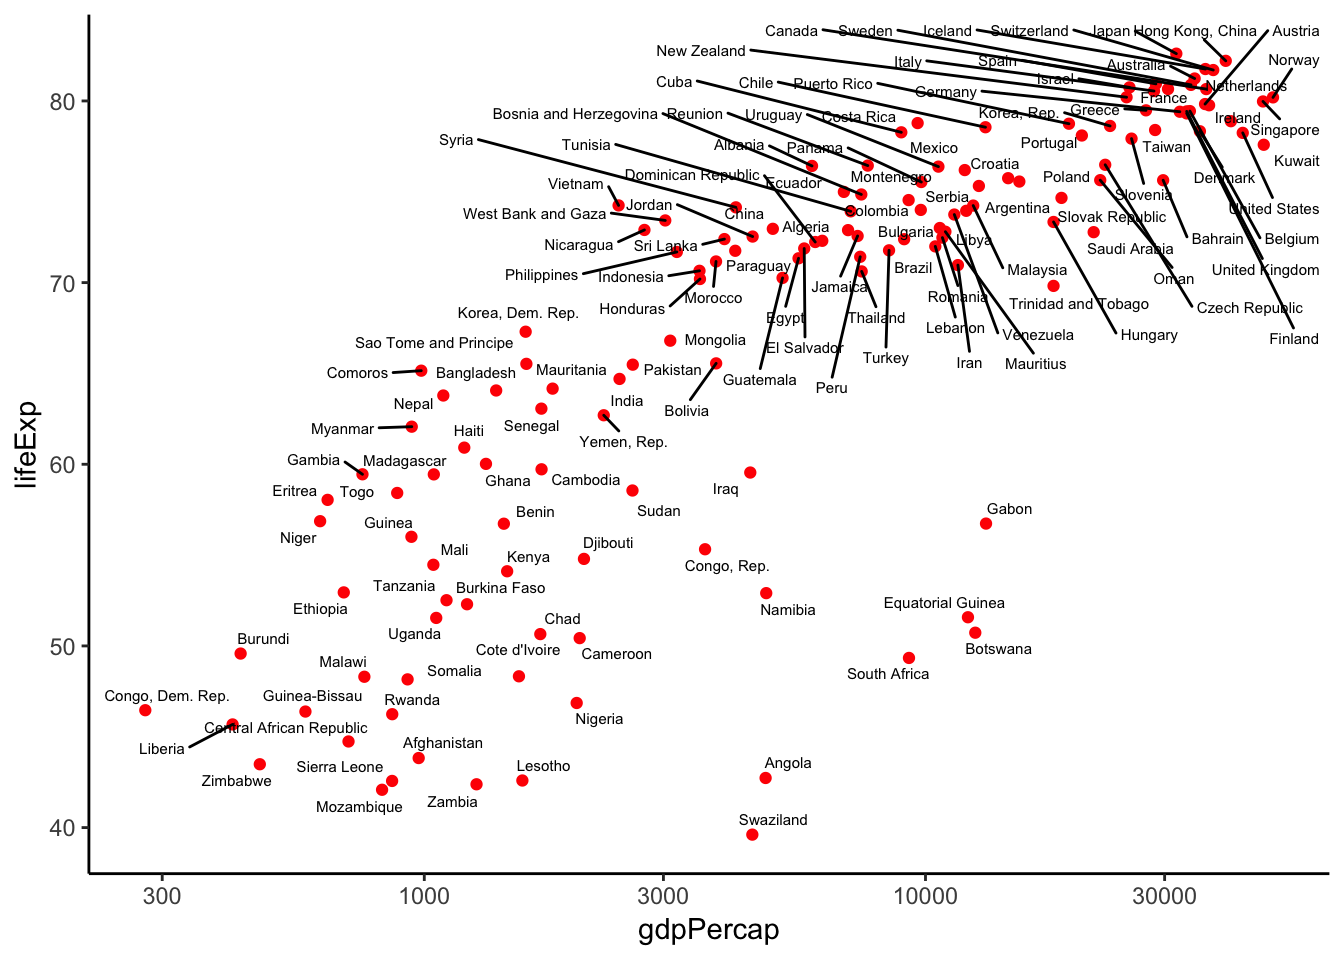 Canada
Sweden
Iceland
Switzerland
Japan
Hong Kong, China
Austria
New Zealand
Italy
Spain
Australia
Norway
Cuba
Chile
Puerto Rico
Israel
Netherlands
Germany
France
Bosnia and Herzegovina
Reunion
Uruguay
Costa Rica
Korea, Rep.
Greece
Ireland
Singapore
Syria
Tunisia
Albania
Panama
Mexico
Portugal
Taiwan
Kuwait
Vietnam
Dominican Republic
Ecuador
Montenegro
Croatia
Poland
Denmark
West Bank and Gaza
Jordan
China
Colombia
Serbia
Argentina
Slovenia
United States
Nicaragua
Sri Lanka
Algeria
Bulgaria
Libya
Slovak Republic
Saudi Arabia
Bahrain
Belgium
Philippines
Indonesia
Paraguay
Brazil
Malaysia
Oman
United Kingdom
Honduras
Morocco
Jamaica
Romania
Trinidad and Tobago
Czech Republic
Korea, Dem. Rep.
Egypt
Thailand
Lebanon
Venezuela
Hungary
Finland
Sao Tome and Principe
Mongolia
El Salvador
Turkey
Iran
Mauritius
Comoros
Bangladesh
Mauritania
Pakistan
Guatemala
Peru
Nepal
India
Bolivia
Myanmar
Haiti
Senegal
Yemen, Rep.
Gambia
Madagascar
Ghana
Cambodia
Iraq
Eritrea
Togo
Sudan
Gabon
Niger
Guinea
Benin
Mali
Kenya
Djibouti
Congo, Rep.
Tanzania
Burkina Faso
Ethiopia
Namibia
Equatorial Guinea
Burundi
Uganda
Chad
Cote d'Ivoire
Cameroon
Botswana
Malawi
Somalia
South Africa
Congo, Dem. Rep.
Guinea-Bissau
Rwanda
Nigeria
Central African Republic
Liberia
Afghanistan
Zimbabwe
Sierra Leone
Lesotho
Angola
Mozambique
Zambia
Swaziland
80
70
60
50
40
lifeExp
300
1000
3000
10000
30000
gdpPercap